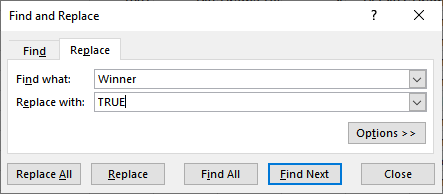 Find and Replace ? ×
Find Replace
Find what: Winner
Replace with: TRUE
Options >>
Replace All Replace Find All Find Next Close